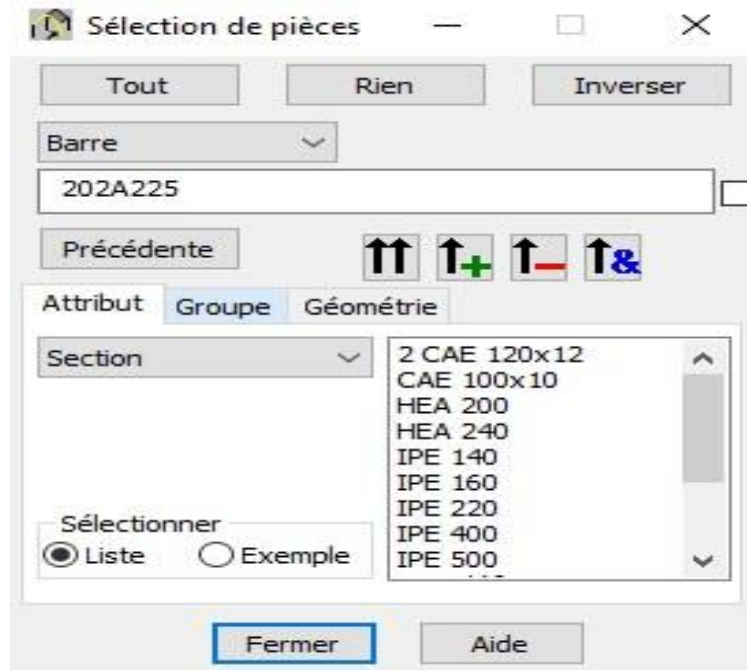 Sélection de pièces
Tout Rien Inverser
Barre
202A225
Précédente
&
Attribut Groupe Géométrie
Section
2 CAE 120x12
CAE 100x10
HEA 200
HEA 240
IPE 140
IPE 160
IPE 220
IPE 400
IPE 500
Sélectionner
Liste Exemple
Fermer Aide